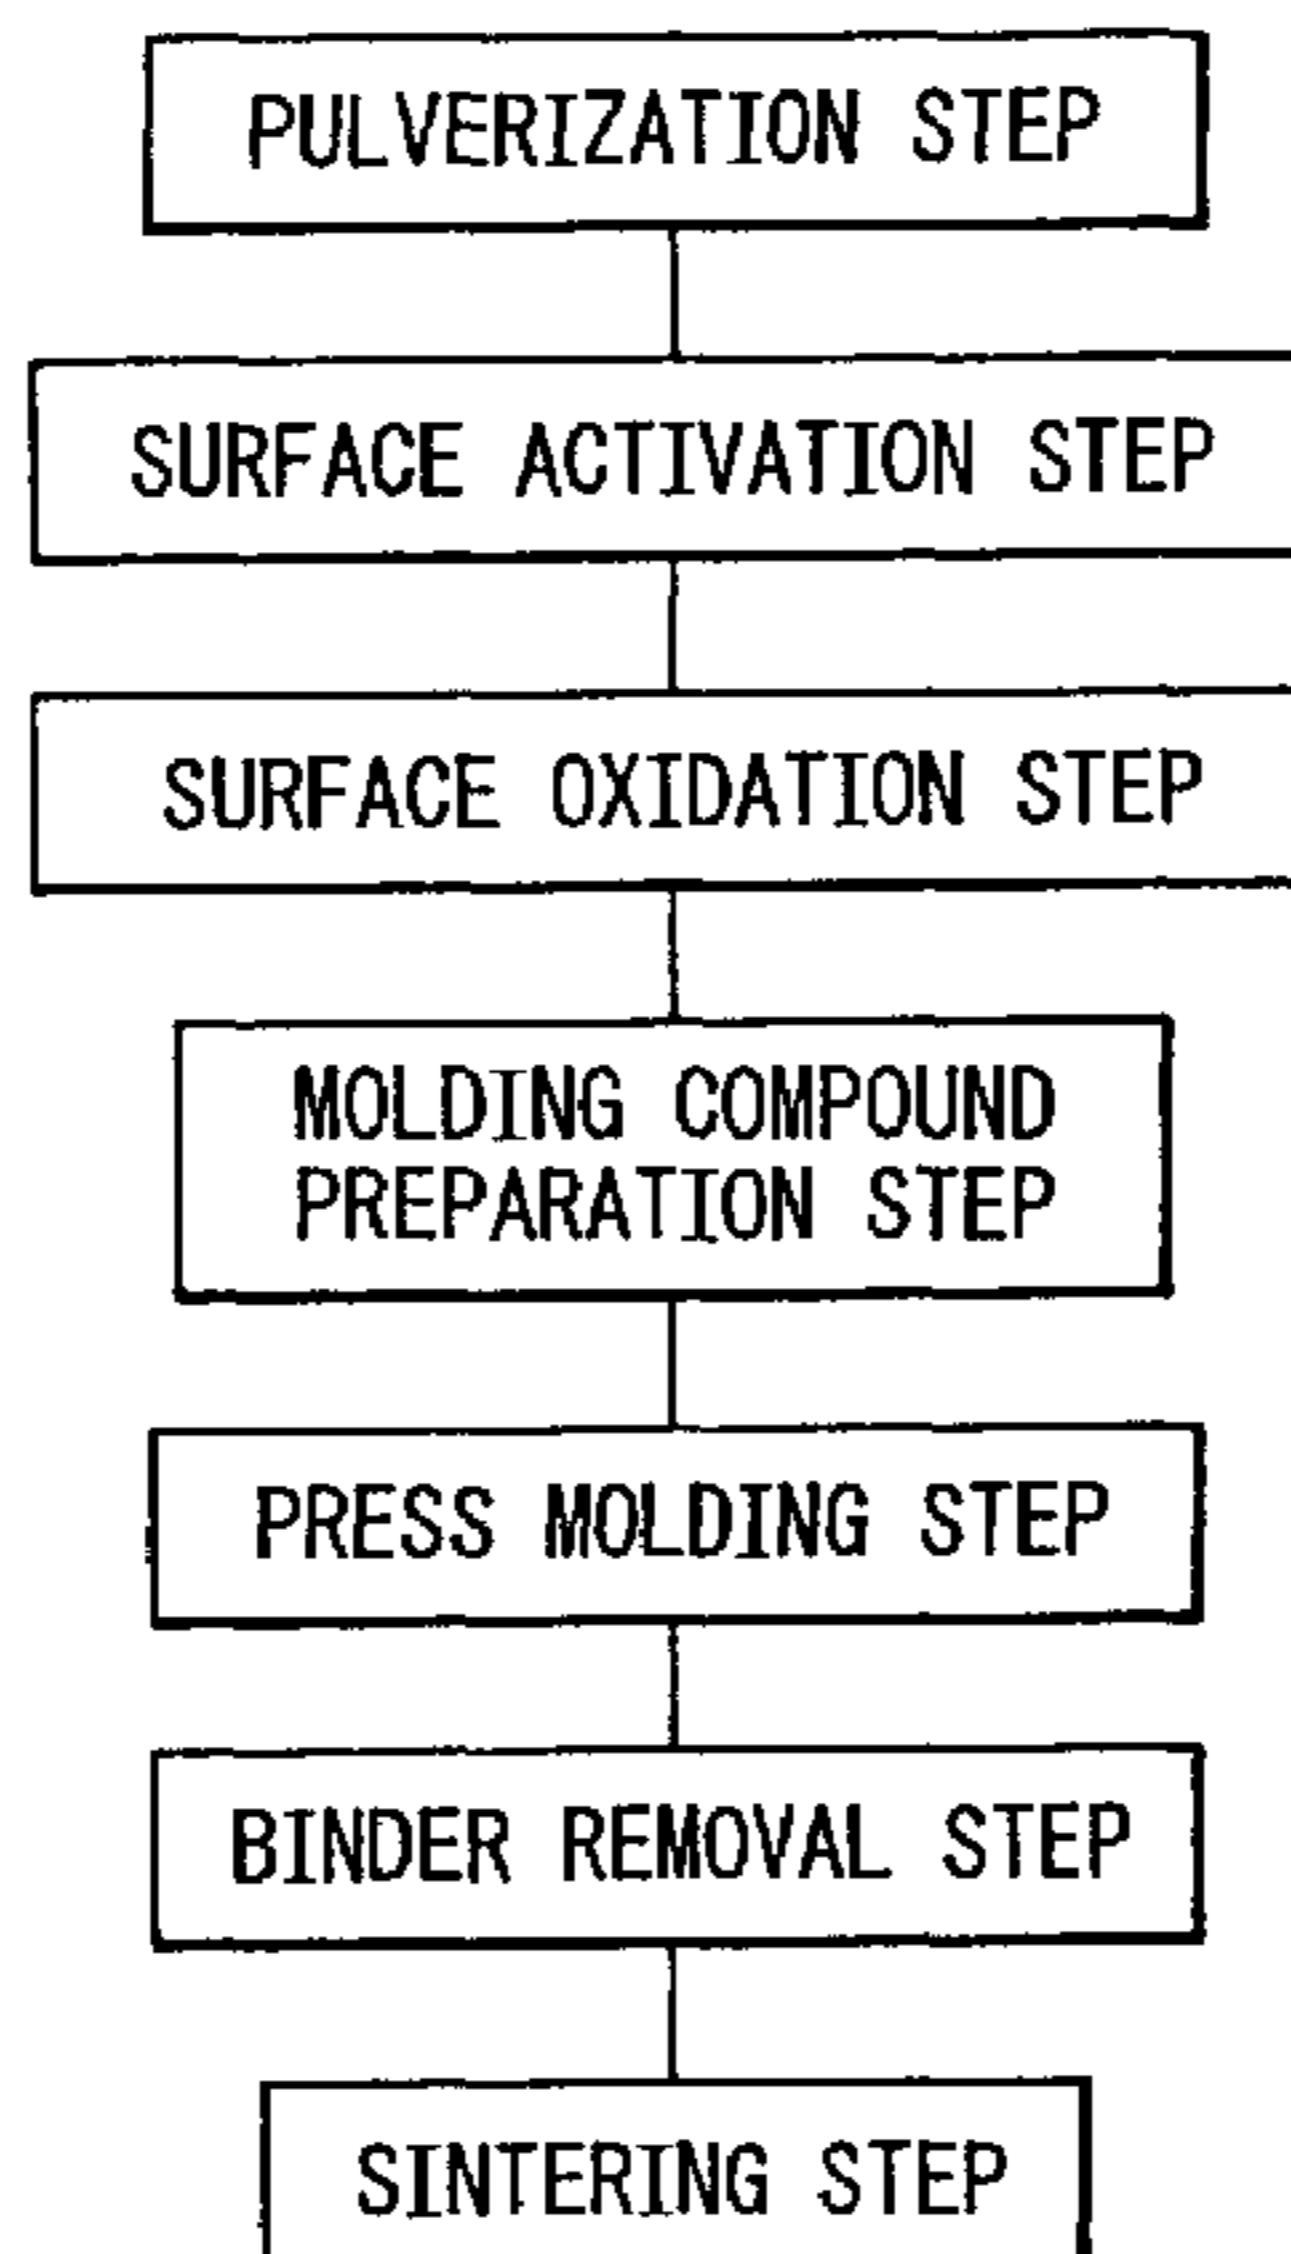 PULVERIZATION STEP
SURFACE ACTIVATION STEP
SURFACE OXIDATION STEP
MOLDING COMPOUND
PREPARATION STEP
PRESS MOLDING STEP
BINDER REMOVAL STEP
SINTERING STEP